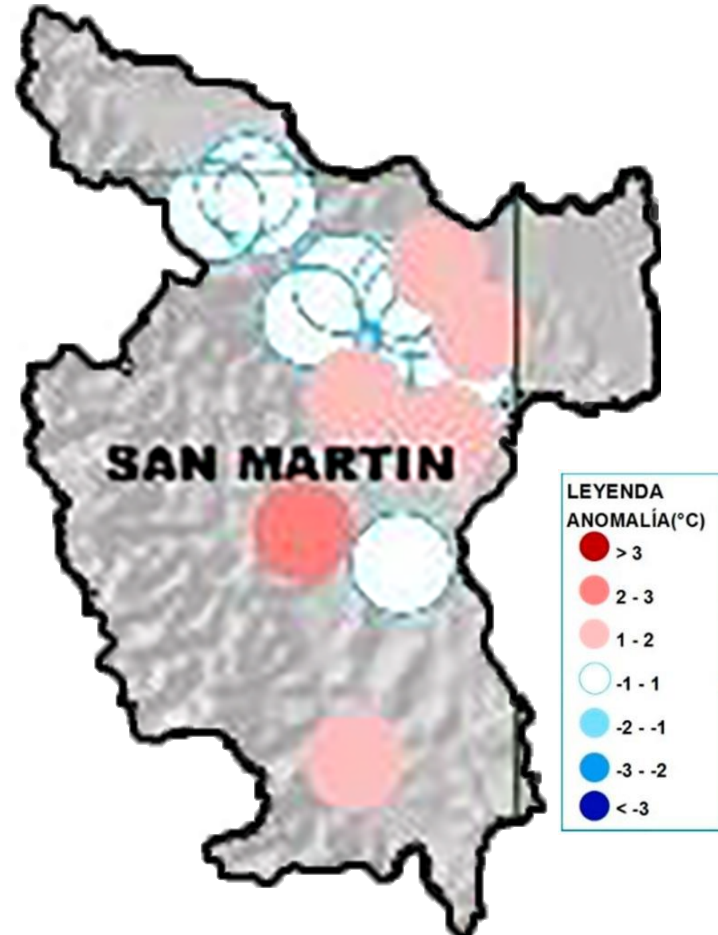 SAN MARTIN
LEYENDA
ANOMALÍA(°C)
> 3
2 - 3
1 - 2
-1 - 1
-2 - -1
-3 - -2
< -3